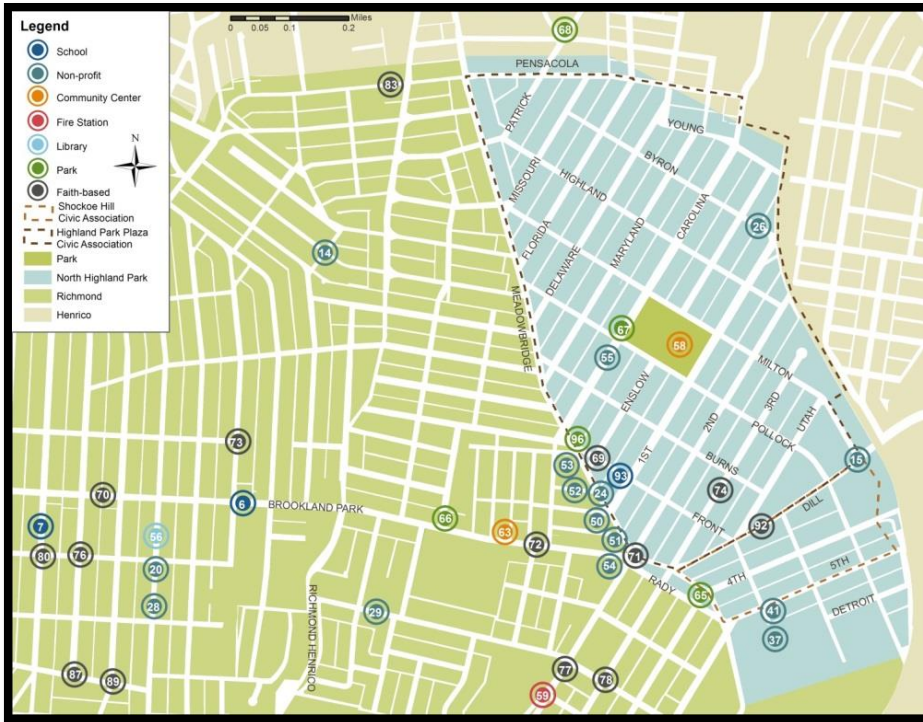 Legend
School
Non-profit
Community Center
Fire Station
Library
Park
Faith-based
Shockoe Hill
Civic Association
Highland Park Plaza
Civic Association
Park
North Highland Park
Richmond
Henrico
N
Miles
0 0.05 0.1 0.2
68
PENSACOLA
83
PATRICK
YOUNG
BYRON
MISSOURI
HIGHLAND
CAROLINA
26
FLORIDA
MARYLAND
14
DELAWARE
MEADOWBRIDGE
67
58
55
MILTON
ENSLOW
3RD
UTAH
2ND
POLLOCK
96
73
1ST
BURNS
53
69
15
93
70
52
24
74
6
BROOKLAND PARK
66
50
FRONT
92
DILL
7
56
63
72
51
80
76
71
54
20
RADY
4TH
5TH
28
65
29
41
DETROIT
RICHMOND HENRICO
37
87
89
77
78
59